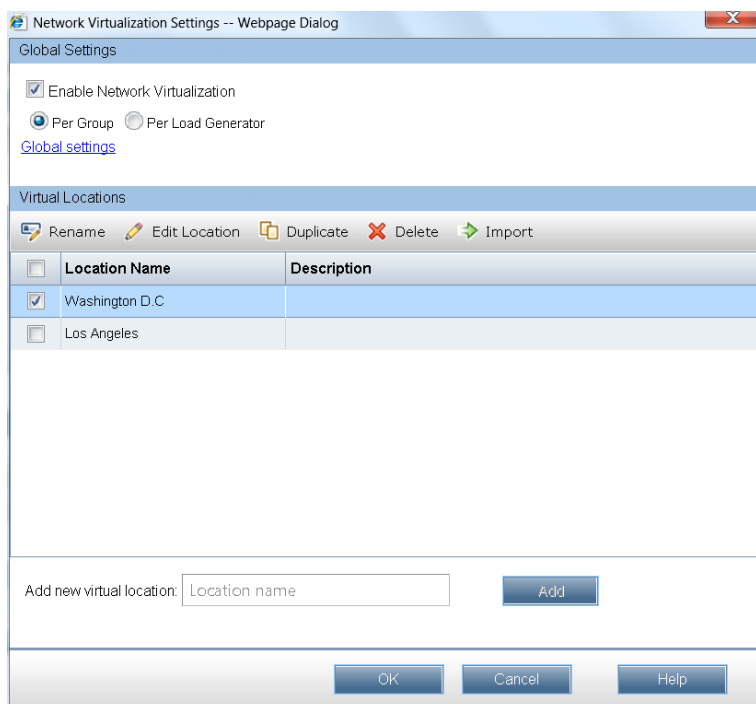 Network Virtualization Settings -- Webpage Dialog
X
Global Settings
Enable Network Virtualization
Per Group Per Load Generator
Global settings
Virtual Locations
Rename Edit Location Duplicate Delete Import
Location Name Description
Washington D.C
Los Angeles
Add new virtual location: Location name Add
OK Cancel Help